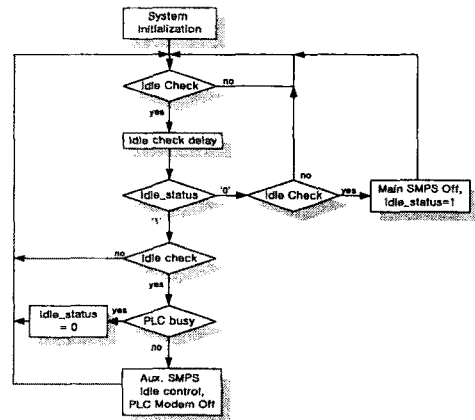 System
Initialization
Idle Check
no
yes
Idle check delay
Idle_status
'0'
Idle Check
no
yes
Main SMPS Off,
Idle_status=1
'1'
no
Idle check
yes
Idle_status
= 0
yes
PLC busy
no
Aux. SMPS
Idle control,
PLC Modem Off